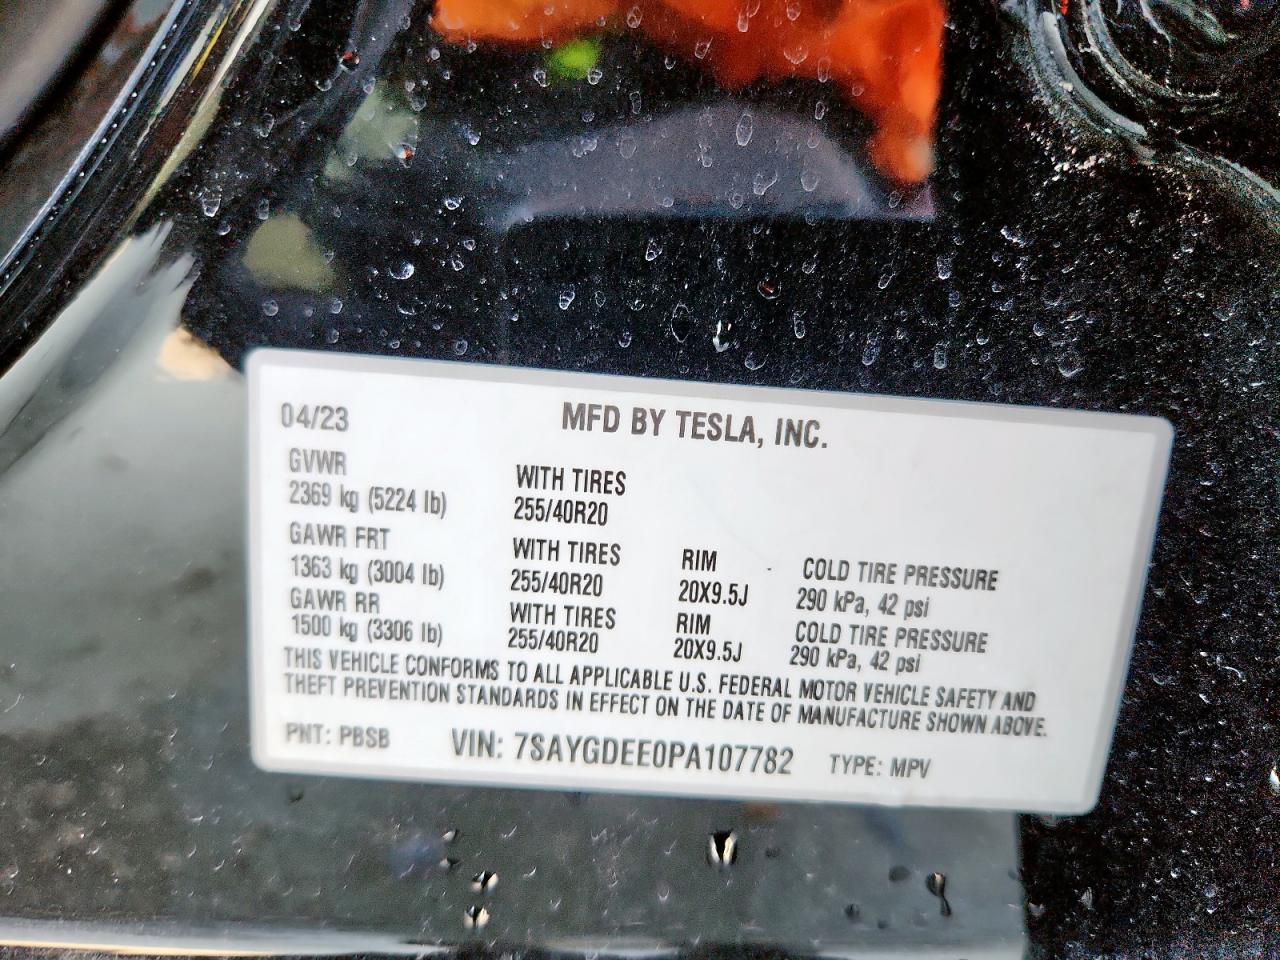 04/23 MFD BY TESLA, INC.
GVWR WITH TIRES
2369 kg (5224 lb) 255/40R20
GAWR FRT WITH TIRES RIM COLD TIRE PRESSURE
1363 kg (3004 lb) 255/40R20 20X9.5J 290 kPa, 42 psi
GAWR RR WITH TIRES RIM COLD TIRE PRESSURE
1500 kg (3306 lb) 255/40R20 20X9.5J 290 kPa, 42 psi
THIS VEHICLE CONFORMS TO ALL APPLICABLE U.S. FEDERAL MOTOR VEHICLE SAFETY AND
THEFT PREVENTION STANDARDS IN EFFECT ON THE DATE OF MANUFACTURE SHOWN ABOVE.
PNT: PBSB VIN: 7SAYGDEE0PA107782 TYPE: MPV